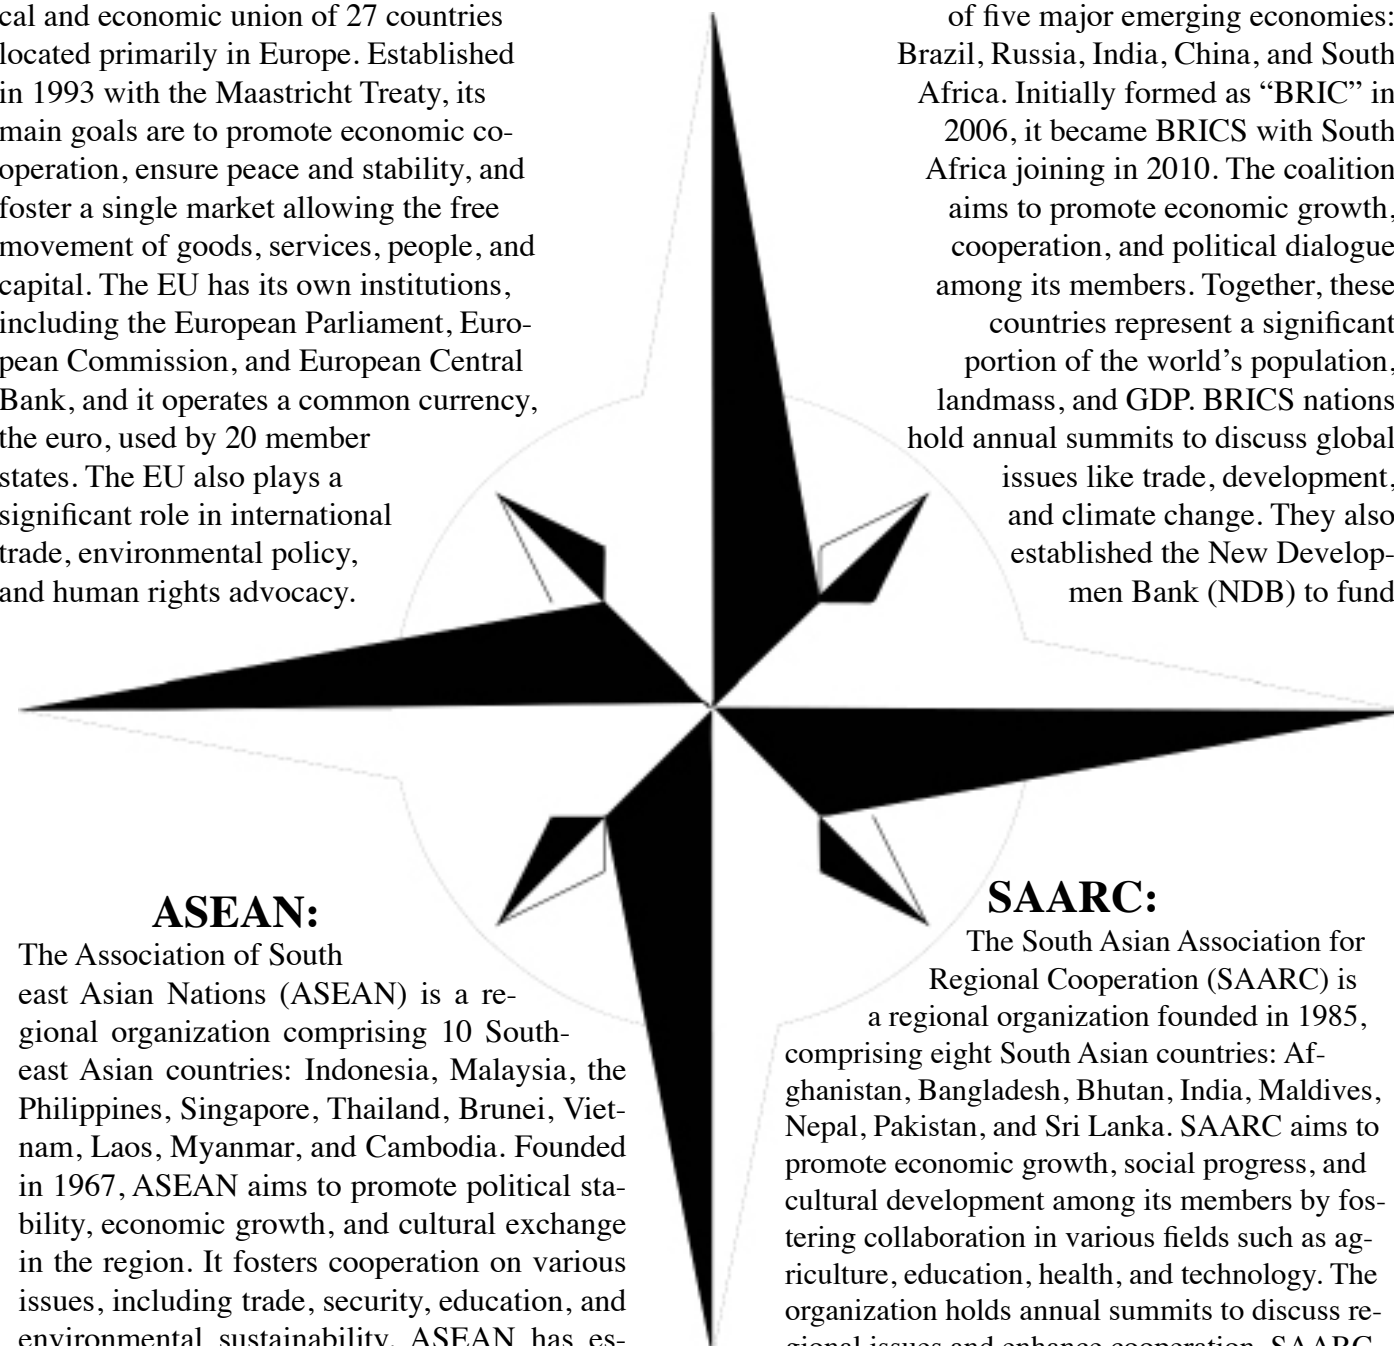 cal and economic union of 27 countries
located primarily in Europe. Established
in 1993 with the Maastricht Treaty, its
main goals are to promote economic co-
operation, ensure peace and stability, and
foster a single market allowing the free
movement of goods, services, people, and
capital. The EU has its own institutions,
including the European Parliament, Euro-
pean Commission, and European Central
Bank, and it operates a common currency,
the euro, used by 20 member
states. The EU also plays a
significant role in international
trade, environmental policy,
and human rights advocacy.
of five major emerging economies:
Brazil, Russia, India, China, and South
Africa. Initially formed as “BRIC” in
2006, it became BRICS with South
Africa joining in 2010. The coalition
aims to promote economic growth,
cooperation, and political dialogue
among its members. Together, these
countries represent a significant
portion of the world’s population,
landmass, and GDP. BRICS nations
hold annual summits to discuss global
issues like trade, development,
and climate change. They also
established the New Develop-
men Bank (NDB) to fund
ASEAN:
The Association of South
east Asian Nations (ASEAN) is a re-
gional organization comprising 10 South-
east Asian countries: Indonesia, Malaysia, the
Philippines, Singapore, Thailand, Brunei, Viet-
nam, Laos, Myanmar, and Cambodia. Founded
in 1967, ASEAN aims to promote political sta-
bility, economic growth, and cultural exchange
in the region. It fosters cooperation on various
issues, including trade, security, education, and
environmental sustainability. ASEAN has es-
SAARC:
The South Asian Association for
Regional Cooperation (SAARC) is
a regional organization founded in 1985,
comprising eight South Asian countries: Af-
ghanistan, Bangladesh, Bhutan, India, Maldives,
Nepal, Pakistan, and Sri Lanka. SAARC aims to
promote economic growth, social progress, and
cultural development among its members by fos-
tering collaboration in various fields such as ag-
riculture, education, health, and technology. The
organization holds annual summits to discuss re-
gional issues and enhance cooperation. SAARC